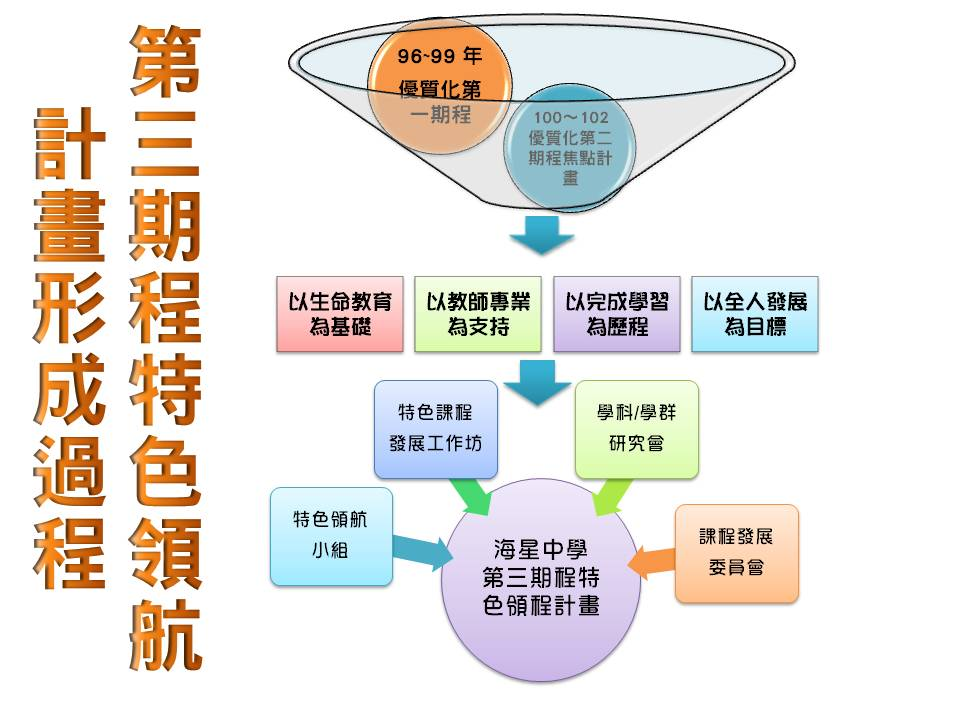 第三期程特色領航
計畫形成過程
96~99 年
優質化第
一期程
100～102
優質化第二
期程焦點計
畫
以生命教育
為基礎
以教師專業
為支持
以完成學習
為歷程
以全人發展
為目標
特色課程
發展工作坊
學科/學群
研究會
特色領航
小組
課程發展
委員會
海星中學
第三期程特
色領程計畫